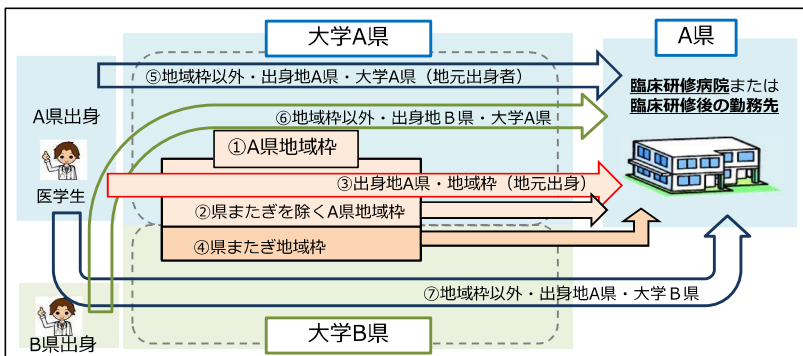 大学A県
A県
⑤地域枠以外・出身地A県・大学A県（地元出身者）
臨床研修病院または
臨床研修後の勤務先
A県出身
⑥地域枠以外・出身地Ｂ県・大学A県
①A県地域枠
③出身地A県・地域枠（地元出身）
医学生
②県またぎを除くA県地域枠
④県またぎ地域枠
⑦地域枠以外・出身地A県・大学Ｂ県
B県出身
大学B県